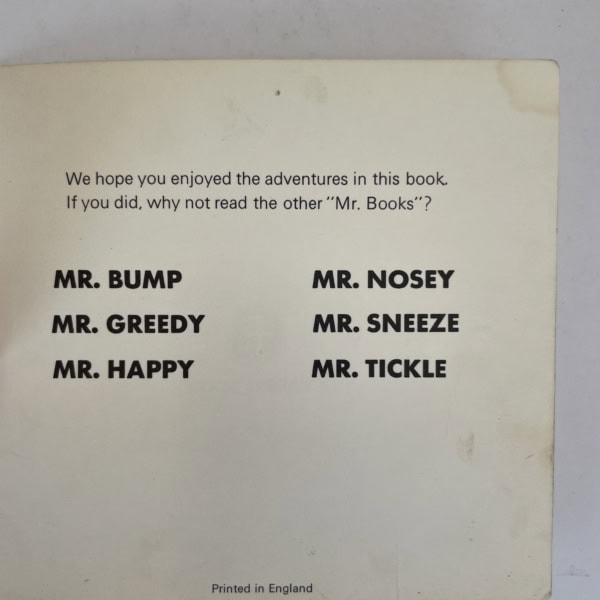 We hope you enjoyed the adventures in this book.
If you did, why not read the other "Mr. Books"?
MR. BUMP
MR. GREEDY
MR. HAPPY
MR. NOSEY
MR. SNEEZE
MR. TICKLE
Printed in England